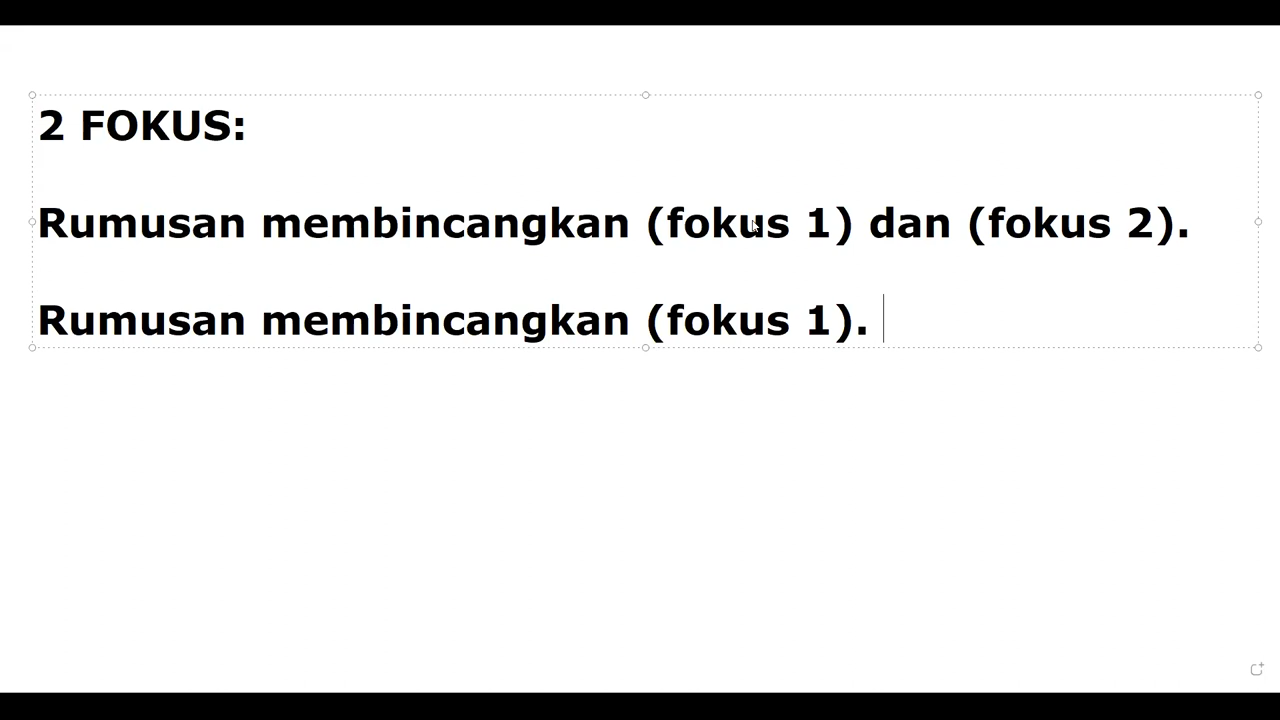 2 FOKUS:
Rumusan membincangkan (fokus 1) dan (fokus 2).
Rumusan membincangkan (fokus 1).